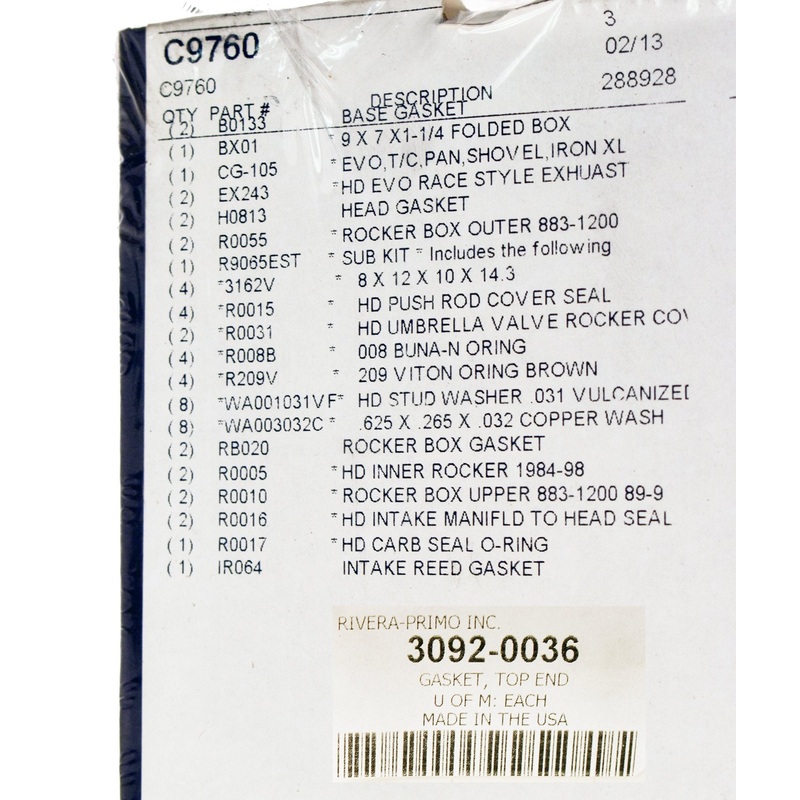 C9760
3
02/13
C9760
288928
QTY PART # DESCRIPTION
(2) B0133 BASE GASKET
(1) BX01 * 9 X 7 X1-1/4 FOLDED BOX
(1) CG-105 * EVO,T/C,PAN,SHOVEL,IRON XL
(2) EX243 * HD EVO RACE STYLE EXHUAST
(2) H0813 HEAD GASKET
(2) R0055 * ROCKER BOX OUTER 883-1200
(1) R9065EST * SUB KIT * Includes the following
(4) *3162V * 8 X 12 X 10 X 14.3
(4) *R0015 * HD PUSH ROD COVER SEAL
(2) *R0031 * HD UMBRELLA VALVE ROCKER COV
(4) *R008B * 008 BUNA-N ORING
(4) *R209V * 209 VITON ORING BROWN
(8) *WA001031VF* HD STUD WASHER .031 VULCANIZED
(8) *WA003032C * .625 X .265 X .032 COPPER WASH
(2) RB020 ROCKER BOX GASKET
(2) R0005 * HD INNER ROCKER 1984-98
(2) R0010 * ROCKER BOX UPPER 883-1200 89-9
(2) R0016 * HD INTAKE MANIFLD TO HEAD SEAL
(1) R0017 * HD CARB SEAL O-RING
(1) IR064 INTAKE REED GASKET
RIVERA-PRIMO INC.
3092-0036
GASKET, TOP END
U OF M: EACH
MADE IN THE USA